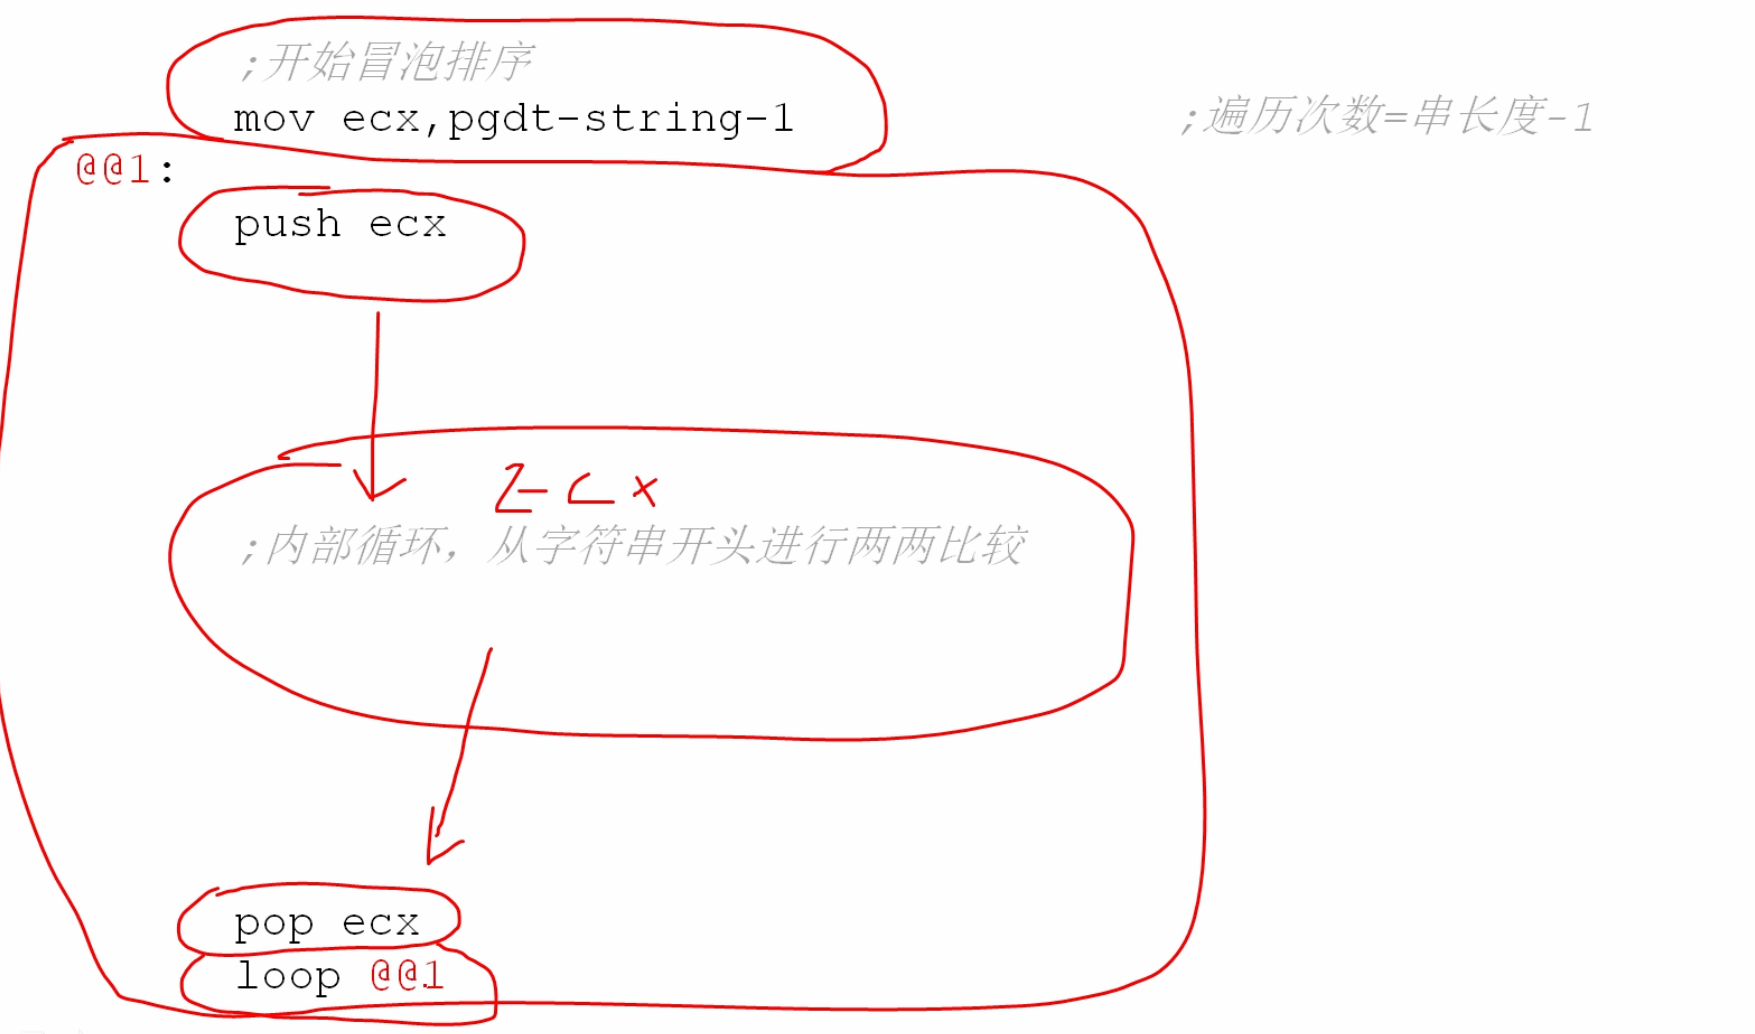 ;开始冒泡排序
mov ecx,pgdt-string-1 ;遍历次数=串长度-1
@@1:
push ecx
ecx
;内部循环，从字符串开头进行两两比较
pop ecx
loop @@1